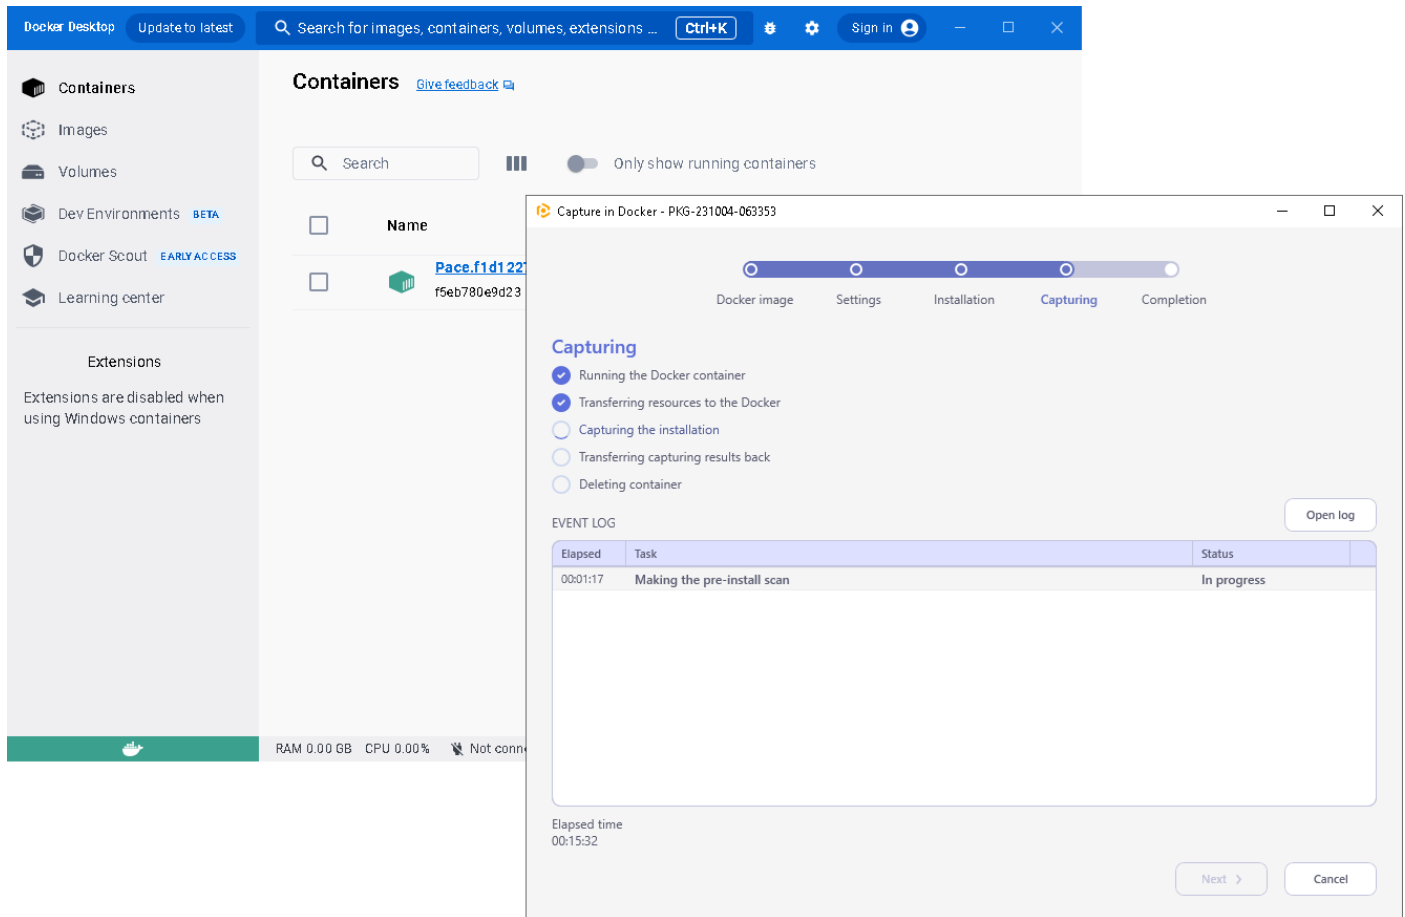 Docker Desktop Update to latest Search for images, containers, volumes, extensions ... Ctrl+K Sign in
Containers
Images
Volumes
Dev Environments BETA
Docker Scout EARLY ACCESS
Learning center
Extensions
Extensions are disabled when
using Windows containers
Containers Give feedback
Search Only show running containers
Name
Pace.f1d1227
f5eb780e9d23
RAM 0.00 GB CPU 0.00% Not conn
Capture in Docker - PKG-231004-063353
Docker image Settings Installation Capturing Completion
Capturing
Running the Docker container
Transferring resources to the Docker
Capturing the installation
Transferring capturing results back
Deleting container
Open log
EVENT LOG
Elapsed Task Status
00:01:17 Making the pre-install scan In progress
Elapsed time
00:15:32
Next Cancel